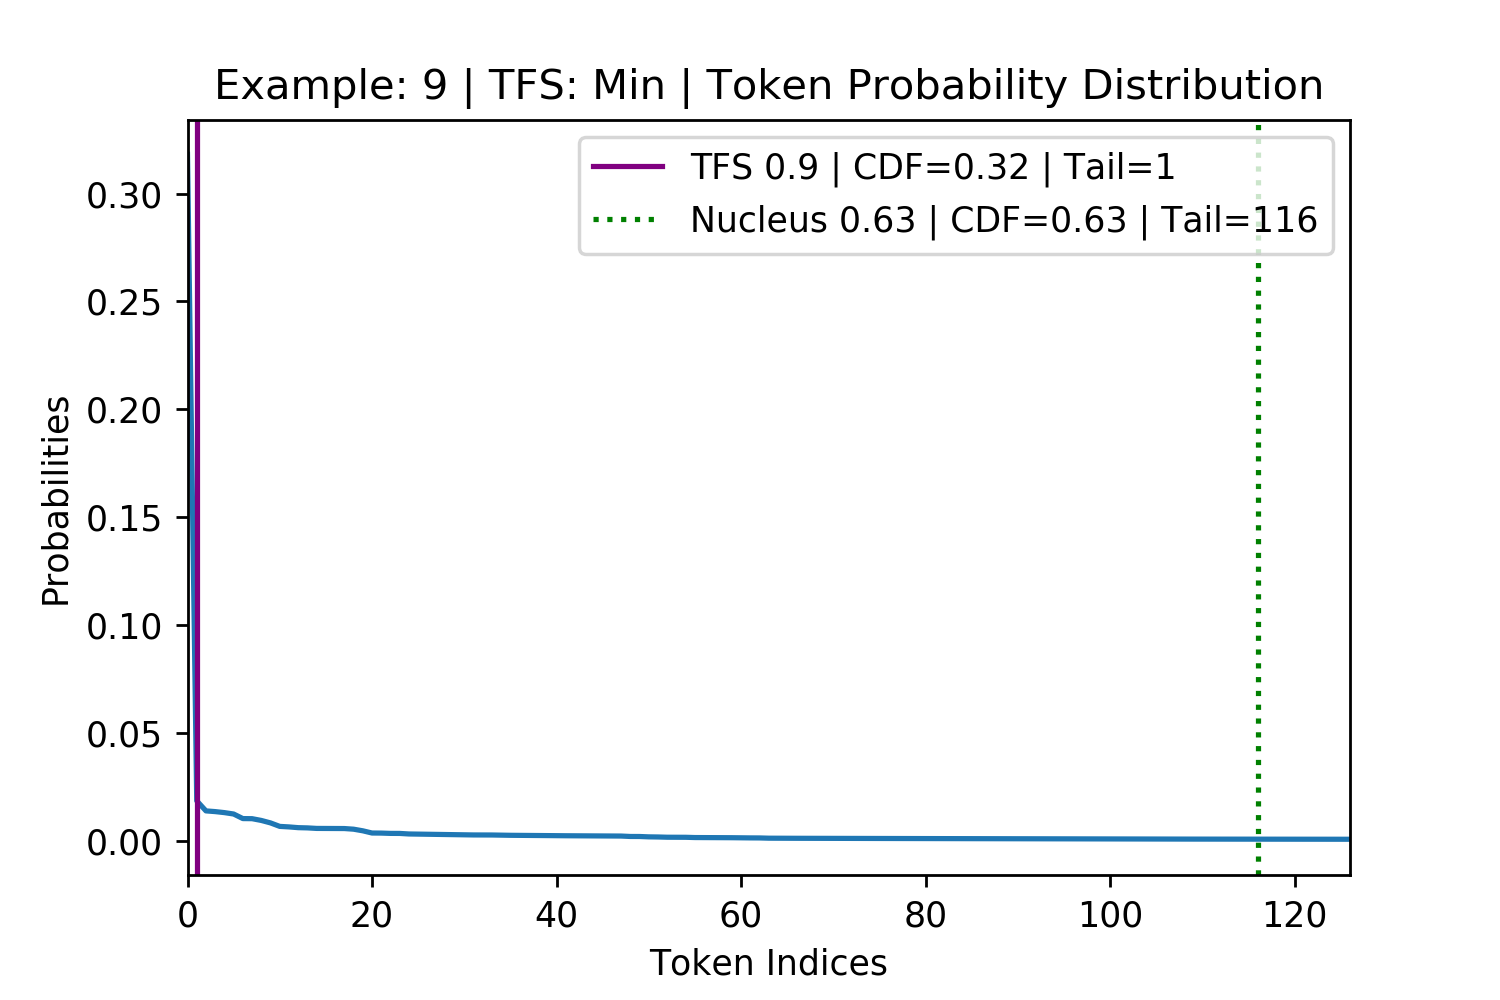 Example: 9 | TFS: Min | Token Probability Distribution
TFS 0.9 | CDF=0.32 | Tail=1
Nucleus 0.63 | CDF=0.63 | Tail=116
Probabilities
0.30
0.25
0.20
0.15
0.10
0.05
0.00
0 20 40 60 80 100 120
Token Indices